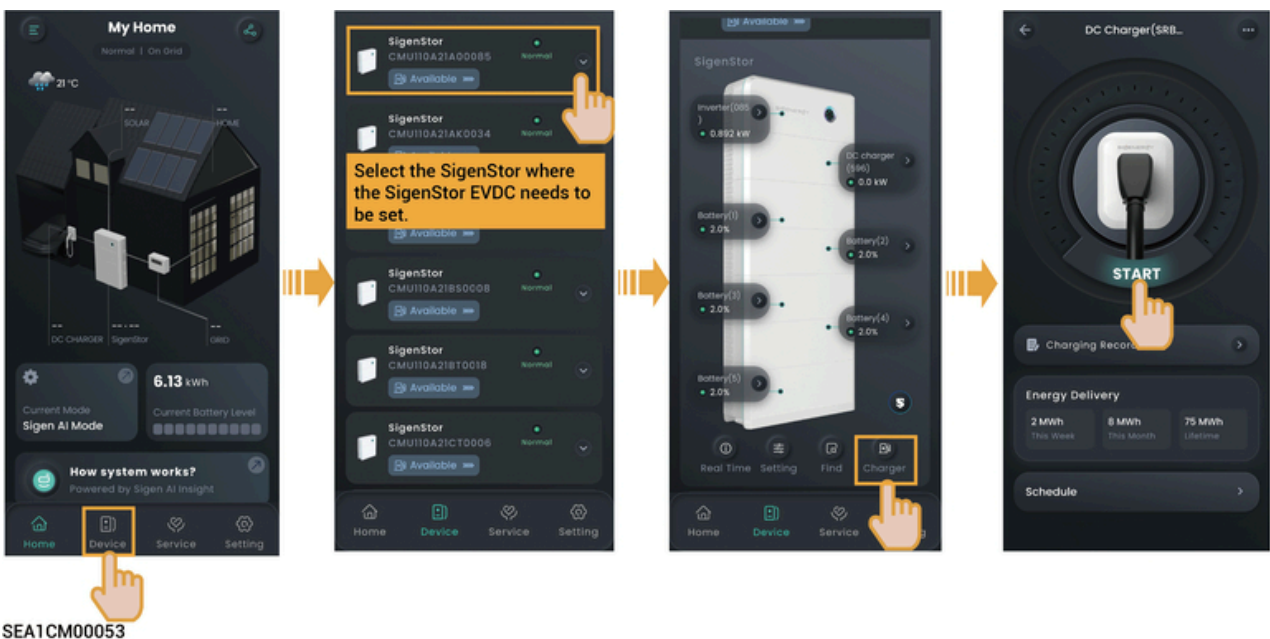 My Home
Normal | On Grid
21 °C
--
SOLAR
--
HOME
--
DC CHARGER
-- . --
SigenStor
--
GRID
Current Mode
Sigen AI Mode
6.13 kWh
Current Battery Level
How system works?
Powered by Sigen AI Insight
Home
Device
Service
Setting
SigenStor
CMU110A21A00085
Normal
Available
SigenStor
CMU110A21AK0034
Normal
Select the SigenStor where
the SigenStor EVDC needs to
be set.
Available
SigenStor
CMU110A21BS0008
Normal
Available
SigenStor
CMU110A21BT0018
Normal
Available
SigenStor
CMU110A21CT0006
Normal
Available
Home
Device
Service
Setting
Available
SigenStor
Inverter(085
)
0.892 kW
DC charger
(596)
0.0 kW
Battery(1)
2.0%
Battery(2)
2.0%
Battery(3)
2.0%
Battery(4)
2.0%
Battery(5)
2.0%
Real Time
Setting
Find
Charger
Home
Device
Service
DC Charger(SRB...
START
Charging Record
Energy Delivery
2 MWh
This Week
8 MWh
This Month
75 MWh
Lifetime
Schedule
SEA1CM00053